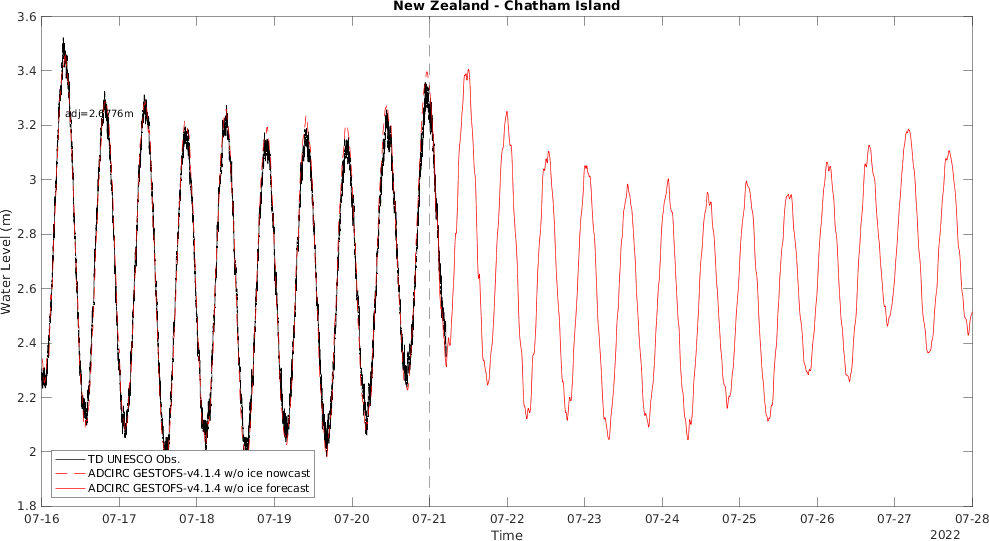 New Zealand - Chatham Island
3.6
3.4
3.2
3
2.8
2.6
2.4
2.2
2
1.8
Water Level (m)
adj=2.6776m
TD UNESCO Obs.
ADCIRC GESTOFS-v4.1.4 w/o ice nowcast
ADCIRC GESTOFS-v4.1.4 w/o ice forecast
07-16 07-17 07-18 07-19 07-20 07-21 07-22 07-23 07-24 07-25 07-26 07-27 07-28
Time
2022